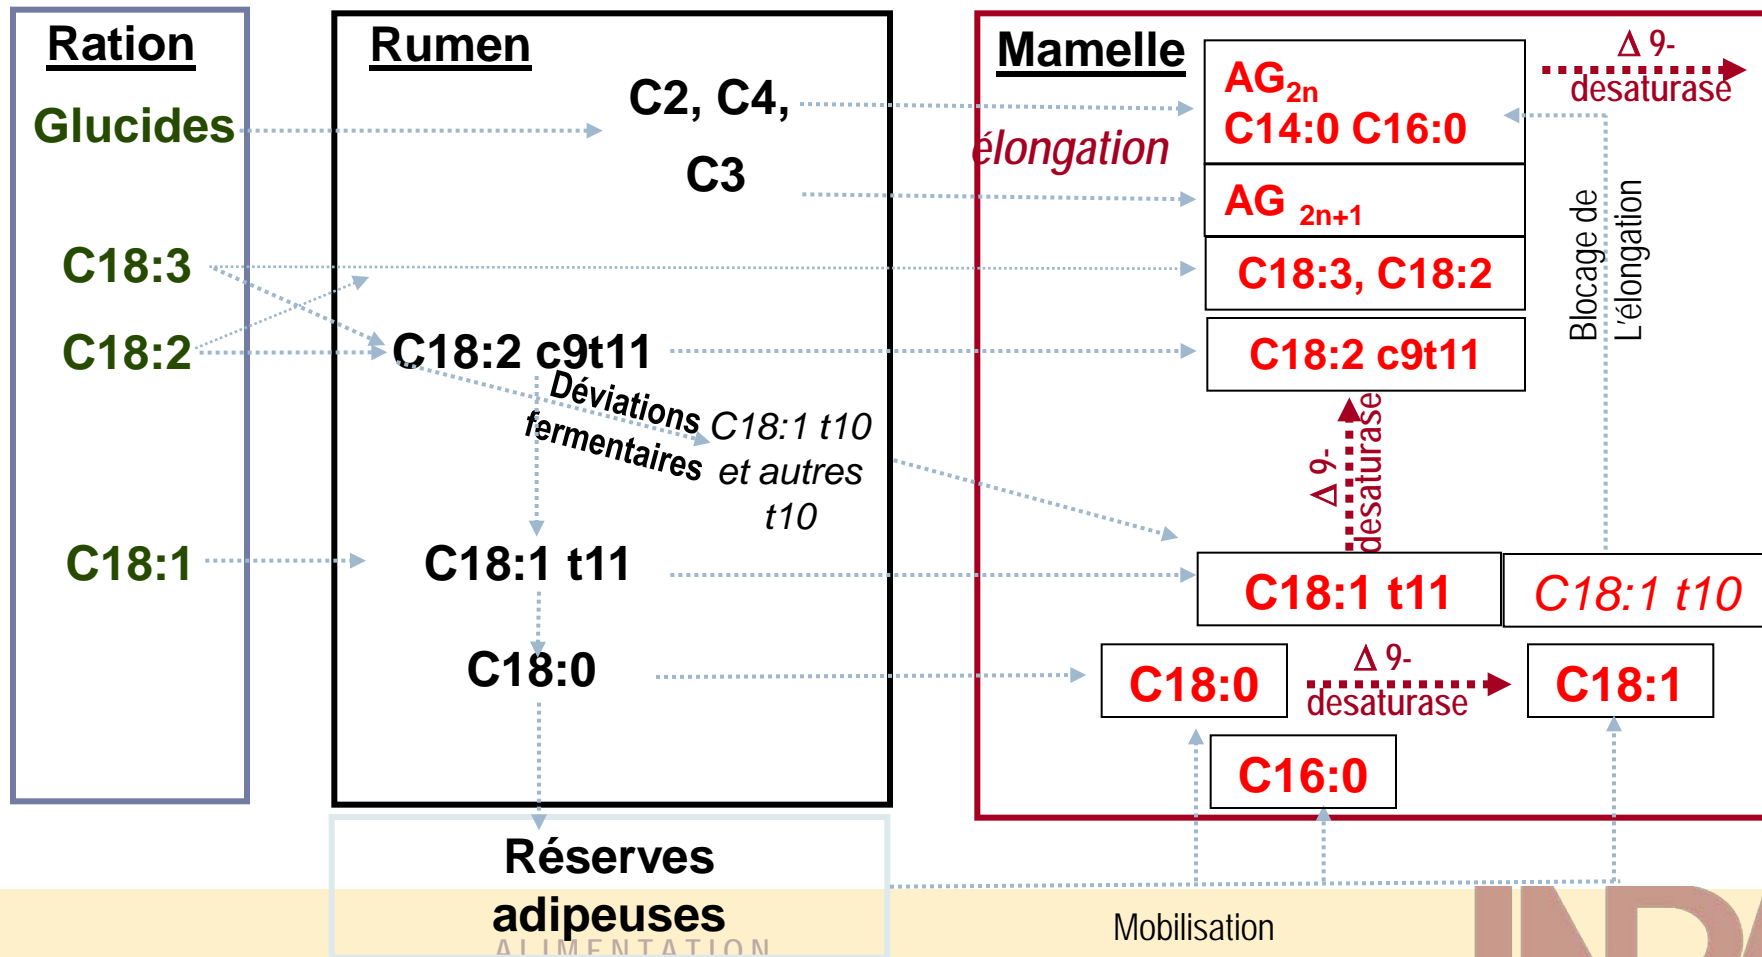 Ration
Glucides
C18:3
C18:2
C18:1
Rumen
C2, C4,
C3
C18:2 c9t11
Déviations
fermentaires
C18:1 t10
et autres
t10
C18:1 t11
C18:0
Réserves
adipeuses
ALIMENTATION
Mamelle
élongation
AG2n
C14:0 C16:0
AG 2n+1
C18:3, C18:2
C18:2 c9t11
Δ 9-
desaturase
Blocage de
L'élongation
Δ 9-
desaturase
C18:1 t11
C18:1 t10
C18:0
Δ 9-
desaturase
C18:1
C16:0
Mobilisation